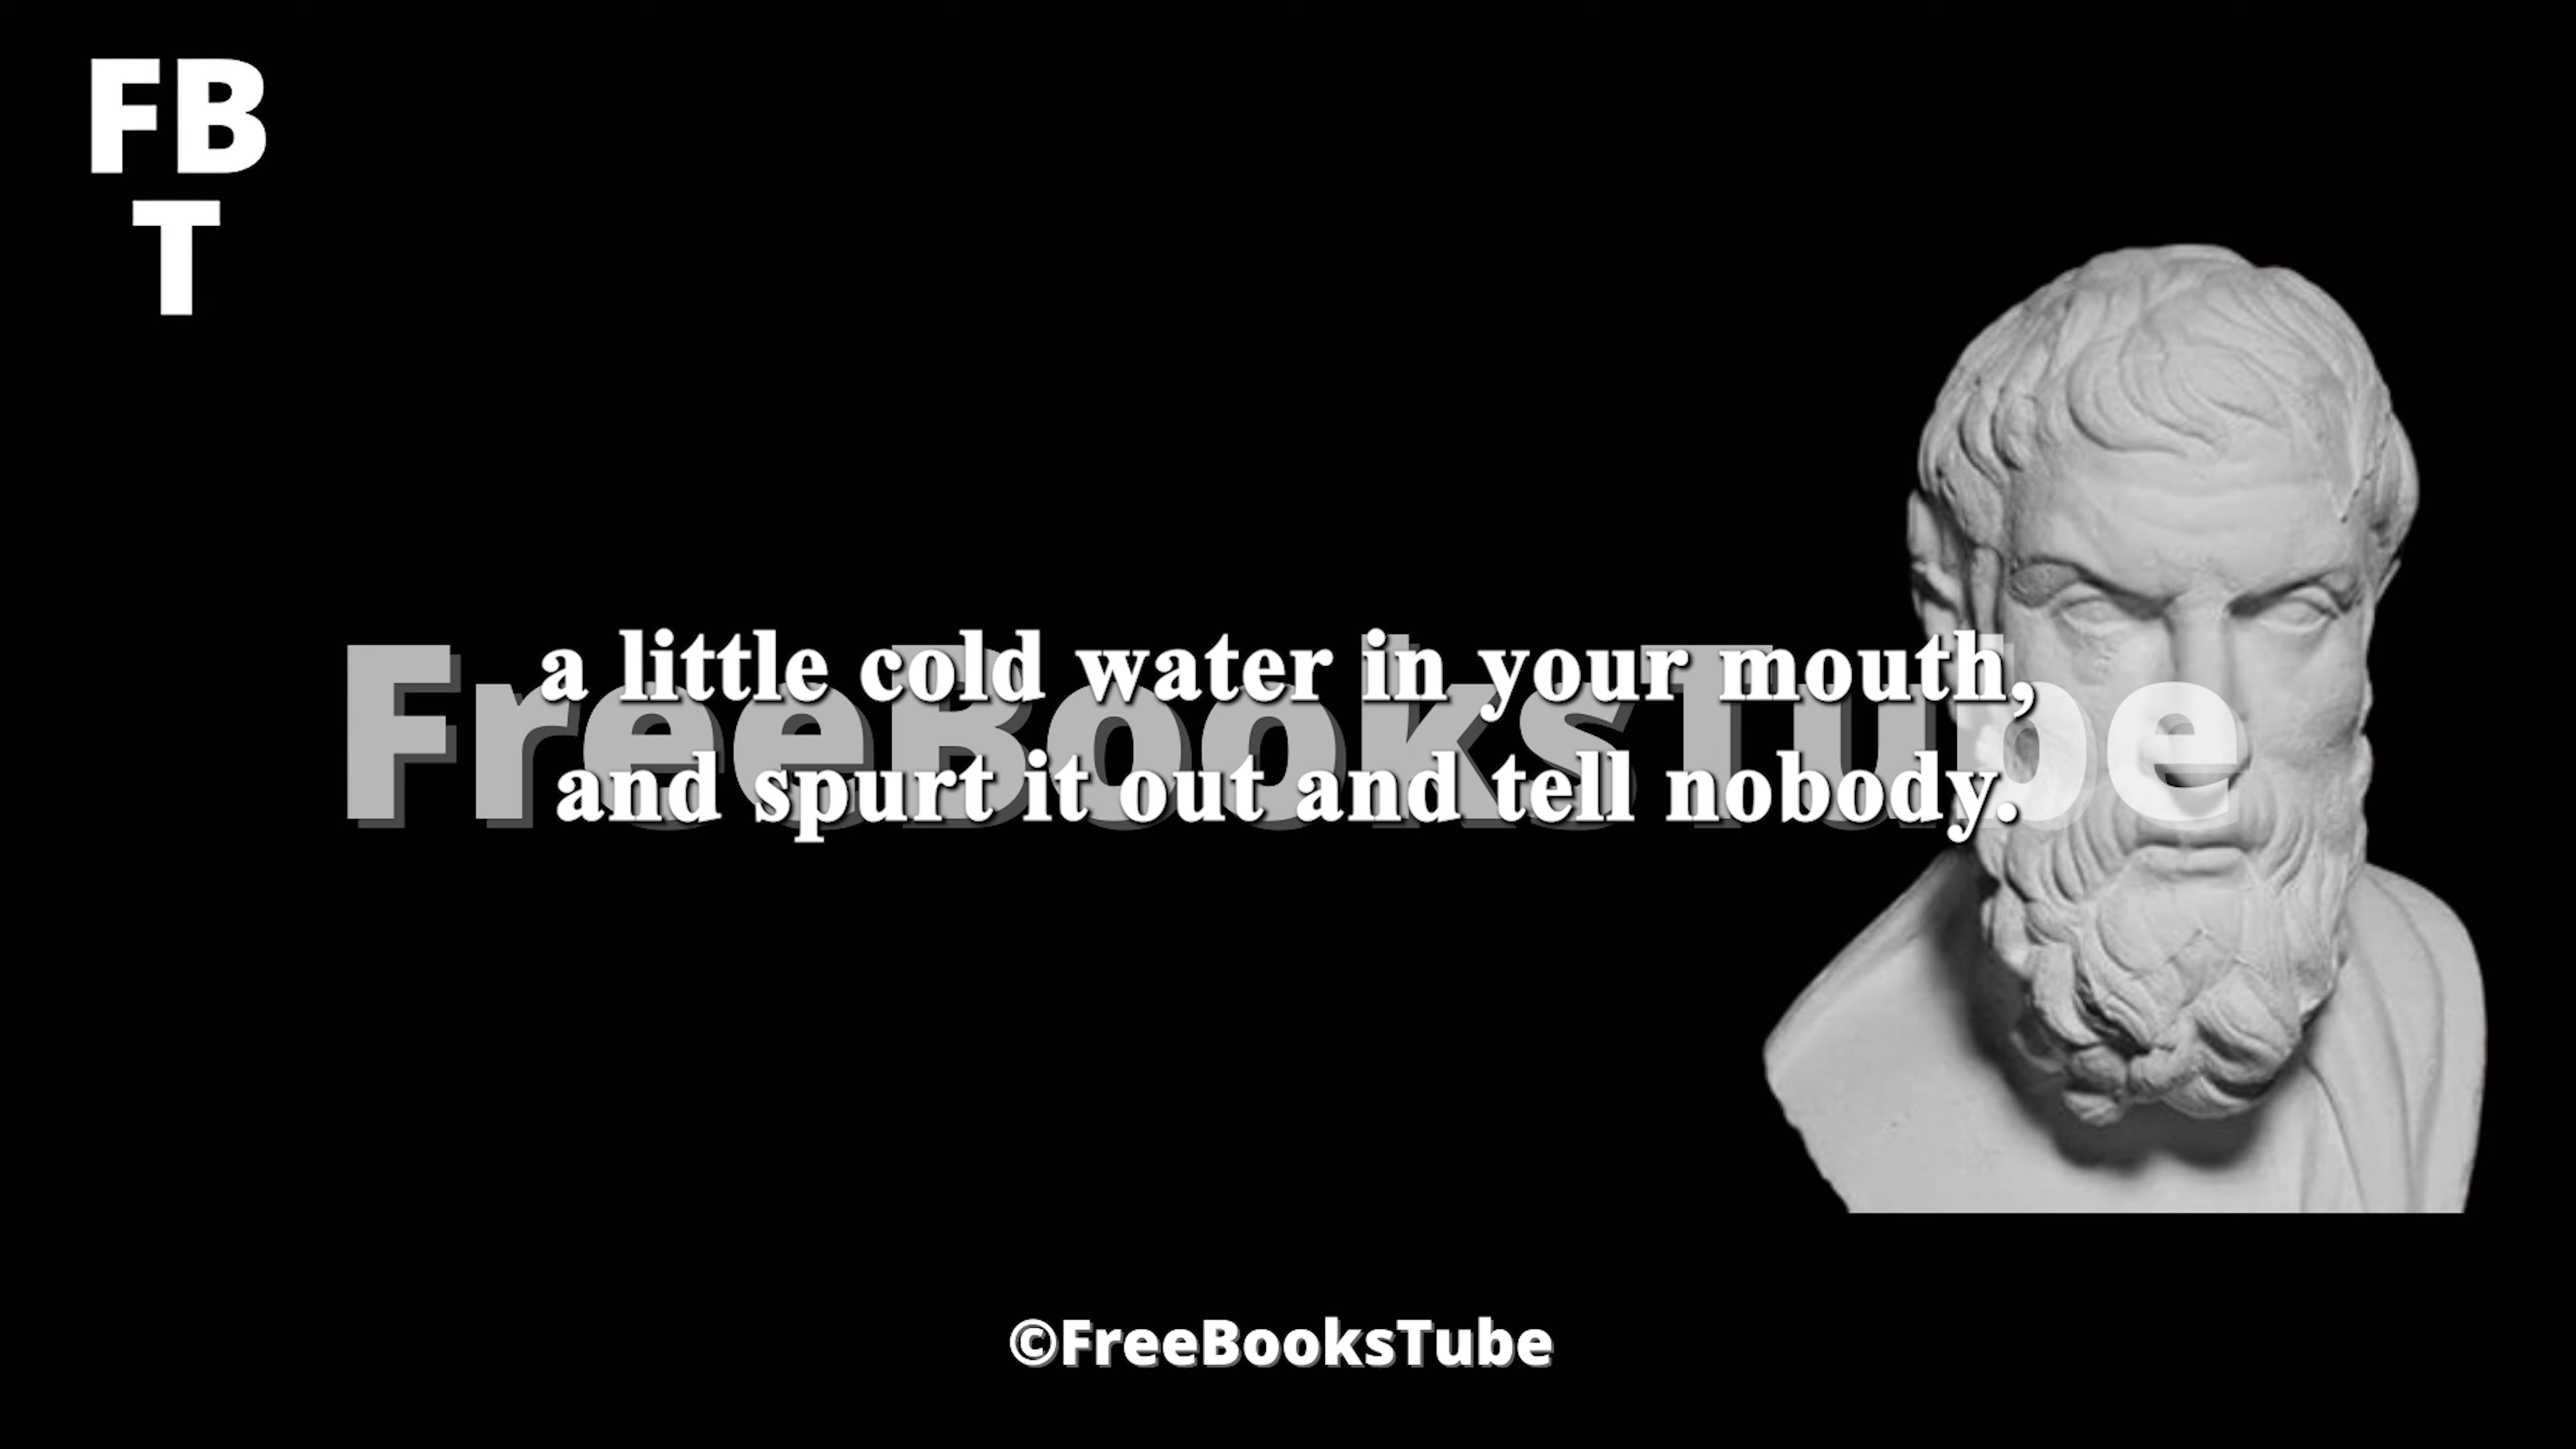 FB
T
FreeBooksTube
a little cold water in your mouth,
and spurt it out and tell nobody.
©FreeBooksTube